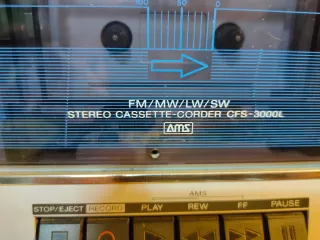 100 50 0
FM/MW/LW/SW
STEREO CASSETTE-CORDER CFS-3000L
AMS
AMS
STOP/EJECT RECORD PLAY REW FF PAUSE